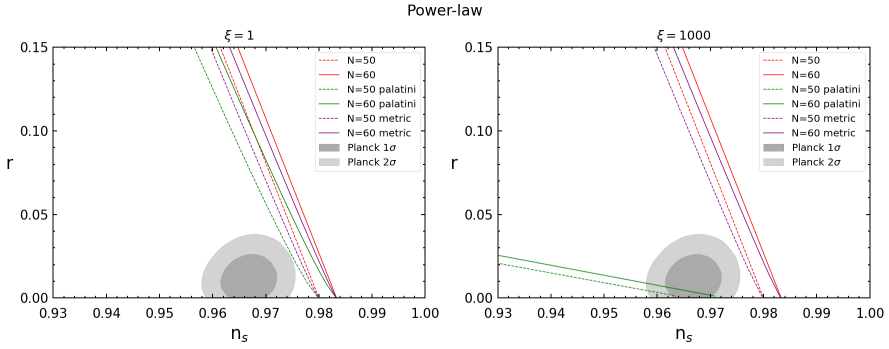 Power-law
ξ = 1
0.15
0.10
0.05
0.00
r
0.93 0.94 0.95 0.96 0.97 0.98 0.99 1.00
n_s
N=50
N=60
N=50 palatini
N=60 palatini
N=50 metric
N=60 metric
Planck 1σ
Planck 2σ
ξ = 1000
0.15
0.10
0.05
0.00
r
0.93 0.94 0.95 0.96 0.97 0.98 0.99 1.00
n_s
N=50
N=60
N=50 palatini
N=60 palatini
N=50 metric
N=60 metric
Planck 1σ
Planck 2σ